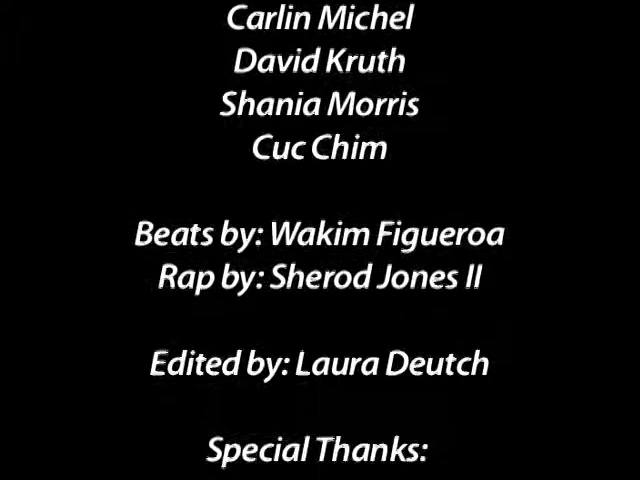 Carlin Michel
David Kruth
Shania Morris
Cuc Chim
Beats by: Wakim Figueroa
Rap by: Sherod Jones II
Edited by: Laura Deutch
Special Thanks: